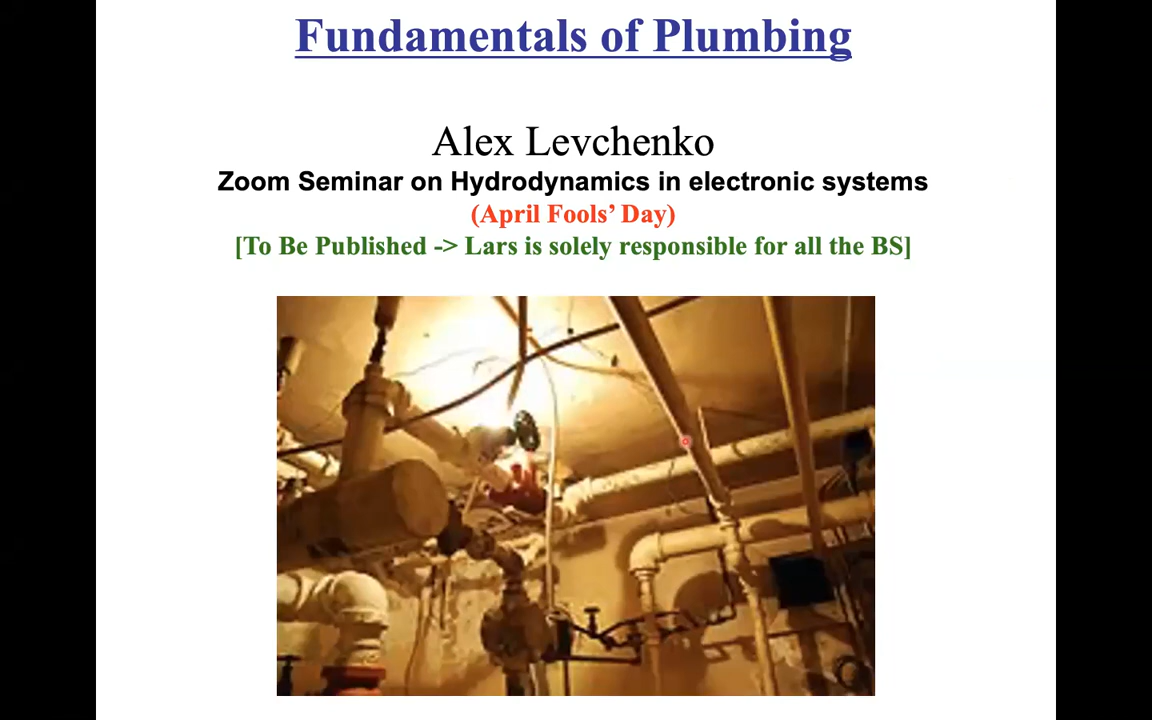 Fundamentals of Plumbing
Alex Levchenko
Zoom Seminar on Hydrodynamics in electronic systems
(April Fools’ Day)
[To Be Published -> Lars is solely responsible for all the BS]